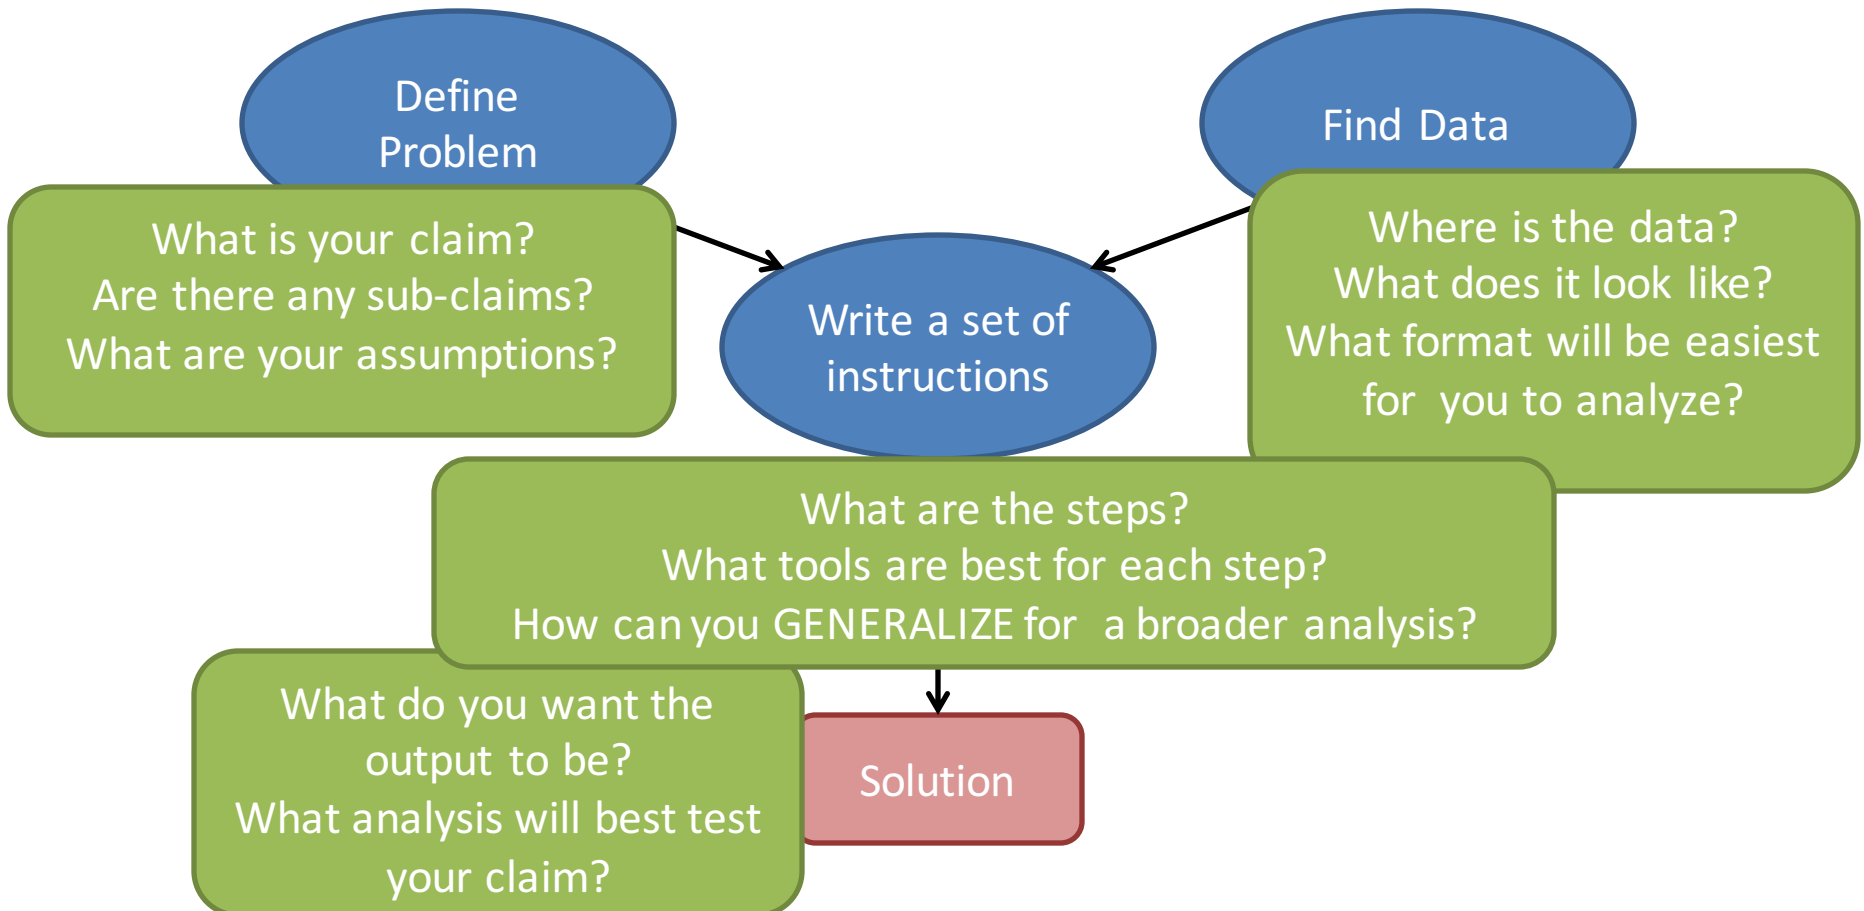 Define
Problem
What is your claim?
Are there any sub-claims?
What are your assumptions?
Find Data
Where is the data?
What does it look like?
What format will be easiest
for you to analyze?
Write a set of
instructions
What are the steps?
What tools are best for each step?
How can you GENERALIZE for a broader analysis?
What do you want the
output to be?
What analysis will best test
your claim?
Solution